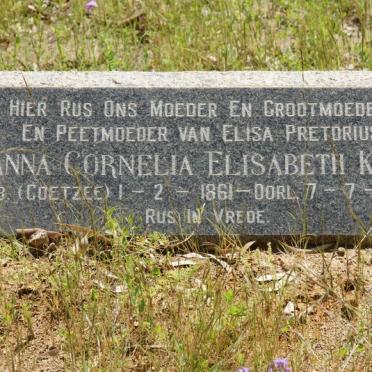 Hier Rus Ons Moeder En Grootmoede
En Peetmoeder van Elisa Pretorius
anna Cornelia Elisabeth K
b (Coetzee) 1 - 2 - 1861 - Oorl. 7 - 7 -
Rus in Vrede.